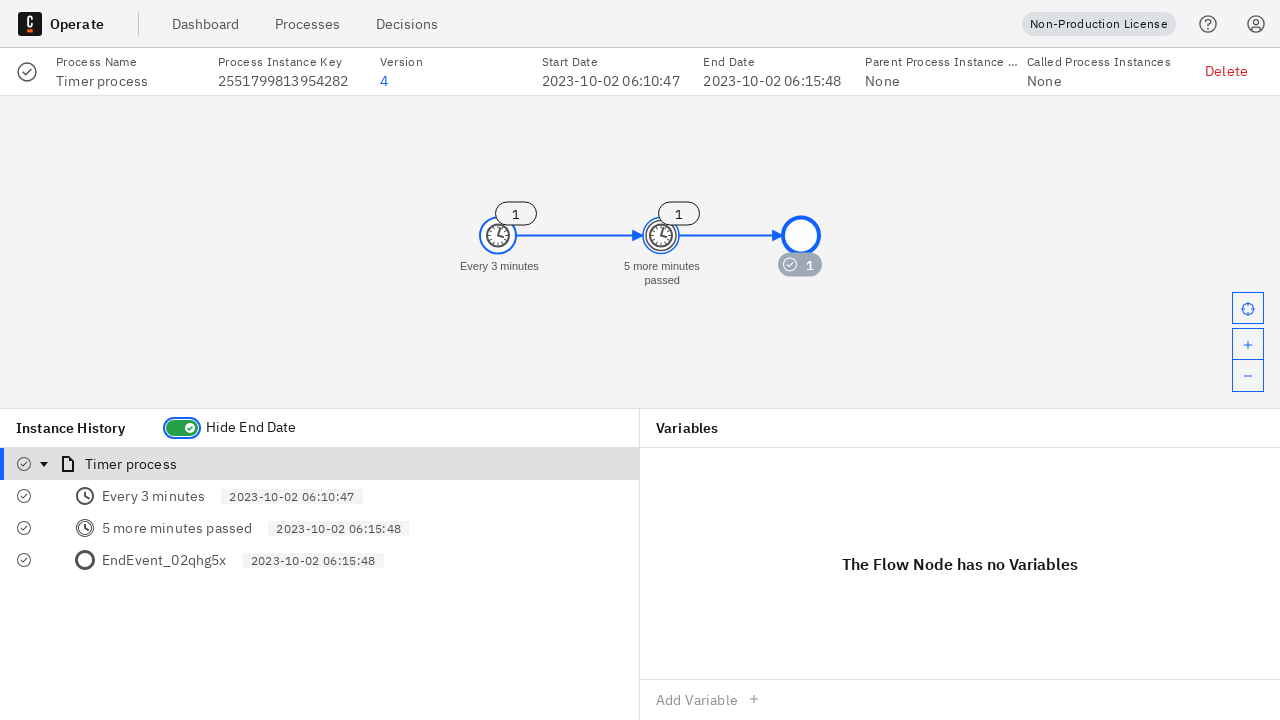 Operate
Dashboard
Processes
Decisions
Non-Production License
Process Name
Timer process
Process Instance Key
2551799813954282
Version
4
Start Date
2023-10-02 06:10:47
End Date
2023-10-02 06:15:48
Parent Process Instance ...
None
Called Process Instances
None
Delete
1
1
Every 3 minutes
5 more minutes
passed
1
Instance History
Hide End Date
Variables
Timer process
Every 3 minutes 2023-10-02 06:10:47
5 more minutes passed 2023-10-02 06:15:48
EndEvent_02qhg5x 2023-10-02 06:15:48
The Flow Node has no Variables
Add Variable +